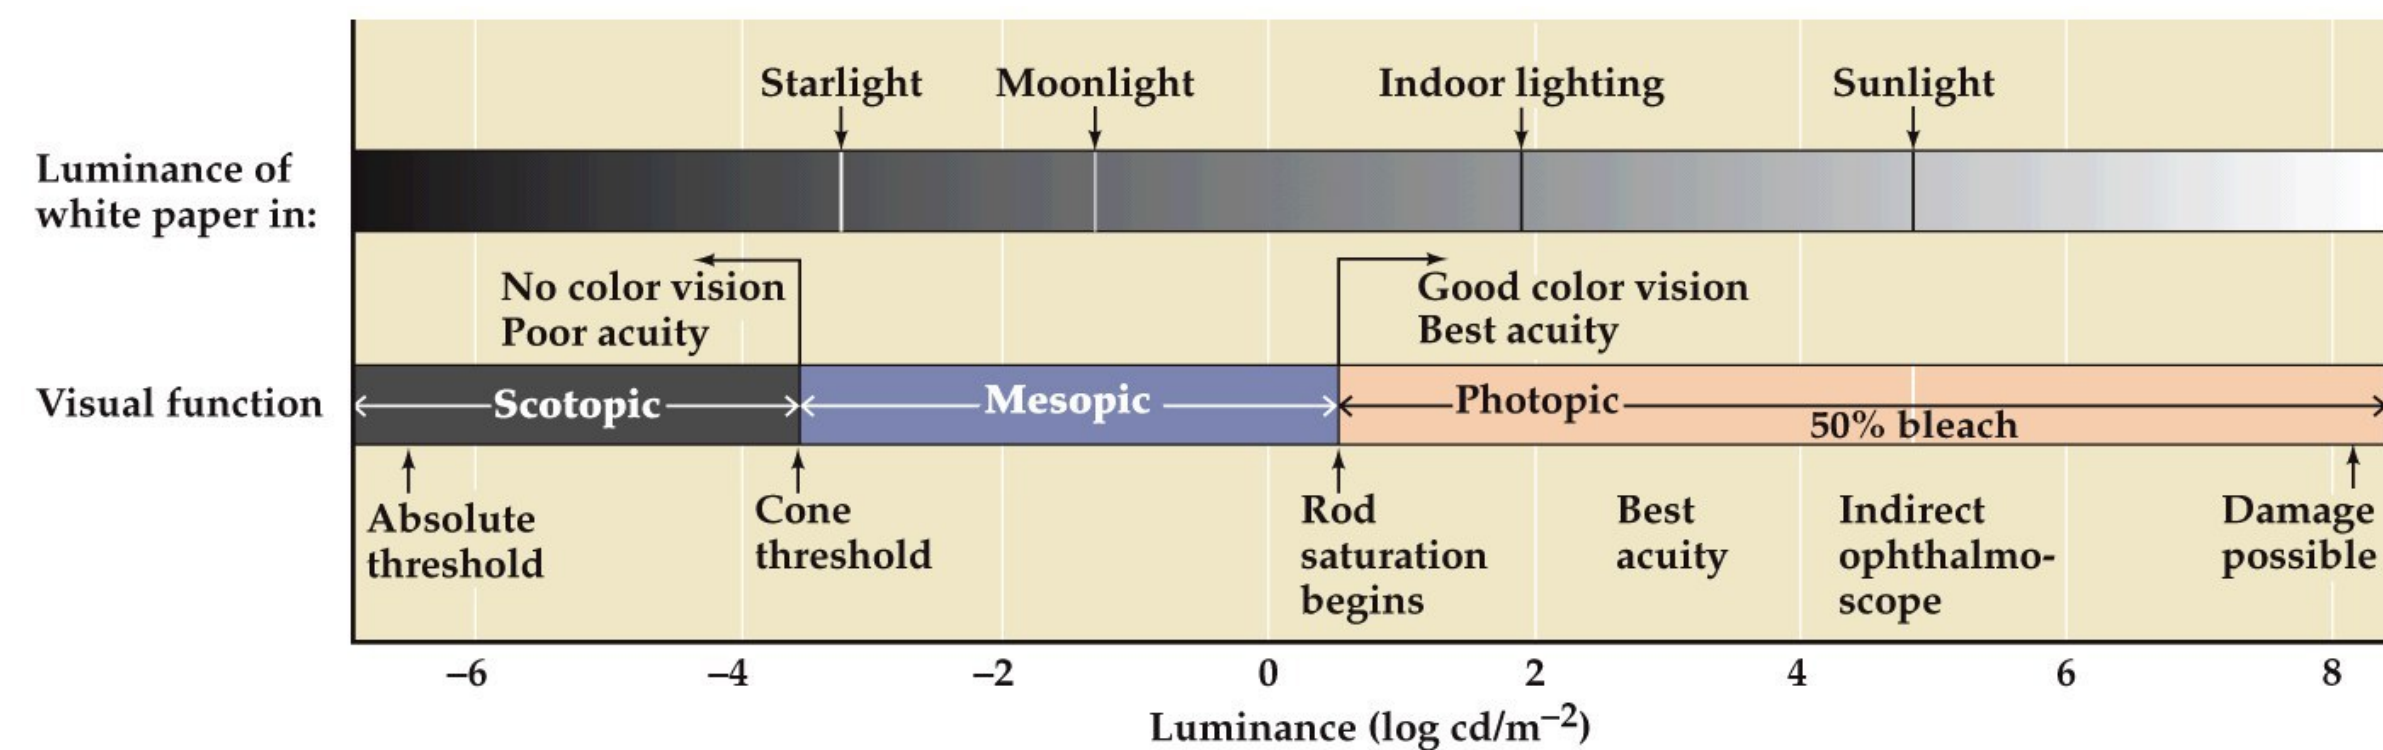 Starlight
Moonlight
Indoor lighting
Sunlight
Luminance of
white paper in:
No color vision
Poor acuity
Good color vision
Best acuity
Visual function
Scotopic
Mesopic
Photopic
50% bleach
Absolute
threshold
Cone
threshold
Rod
saturation
begins
Best
acuity
Indirect
ophthalmo-
scope
Damage
possible
–6 –4 –2 0 2 4 6 8
Luminance (log cd/m⁻²)